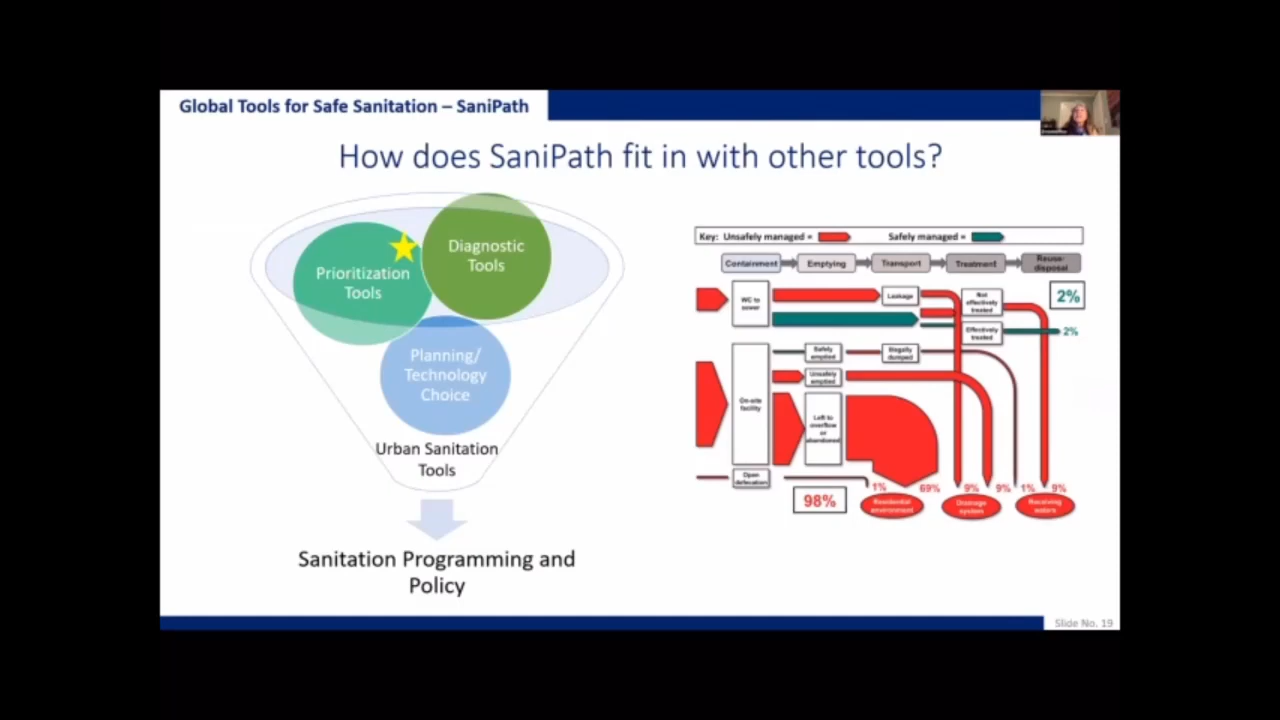 Global Tools for Safe Sanitation – SaniPath
How does SaniPath fit in with other tools?
Prioritization
Tools
Diagnostic
Tools
Planning/
Technology
Choice
Urban Sanitation
Tools
Sanitation Programming and
Policy
Key: Unsafely managed =
Safely managed =
Containment
Emptying
Transport
Treatment
Reuse-
disposal
WC to
sewer
Leakage
Not
effectively
treated
2%
Effectively
treated
2%
Safely
emptied
Illegally
dumped
Unsafely
emptied
On-site
facility
Left to
overflow
or
abandoned
Open
defecation
98%
1%
69%
9%
9%
1%
9%
Residential
environment
Drainage
system
Receiving
waters
Slide No. 19